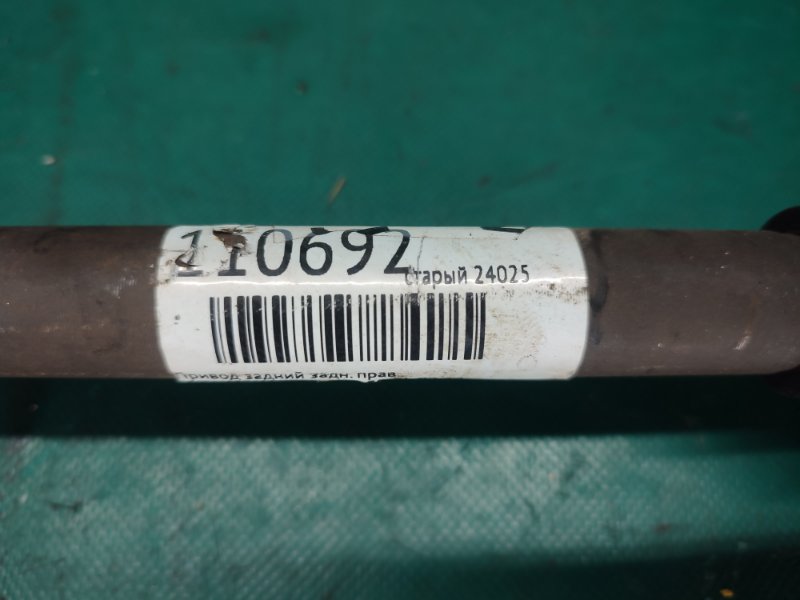 110692
старый 24025
Привод задний задн. прав.